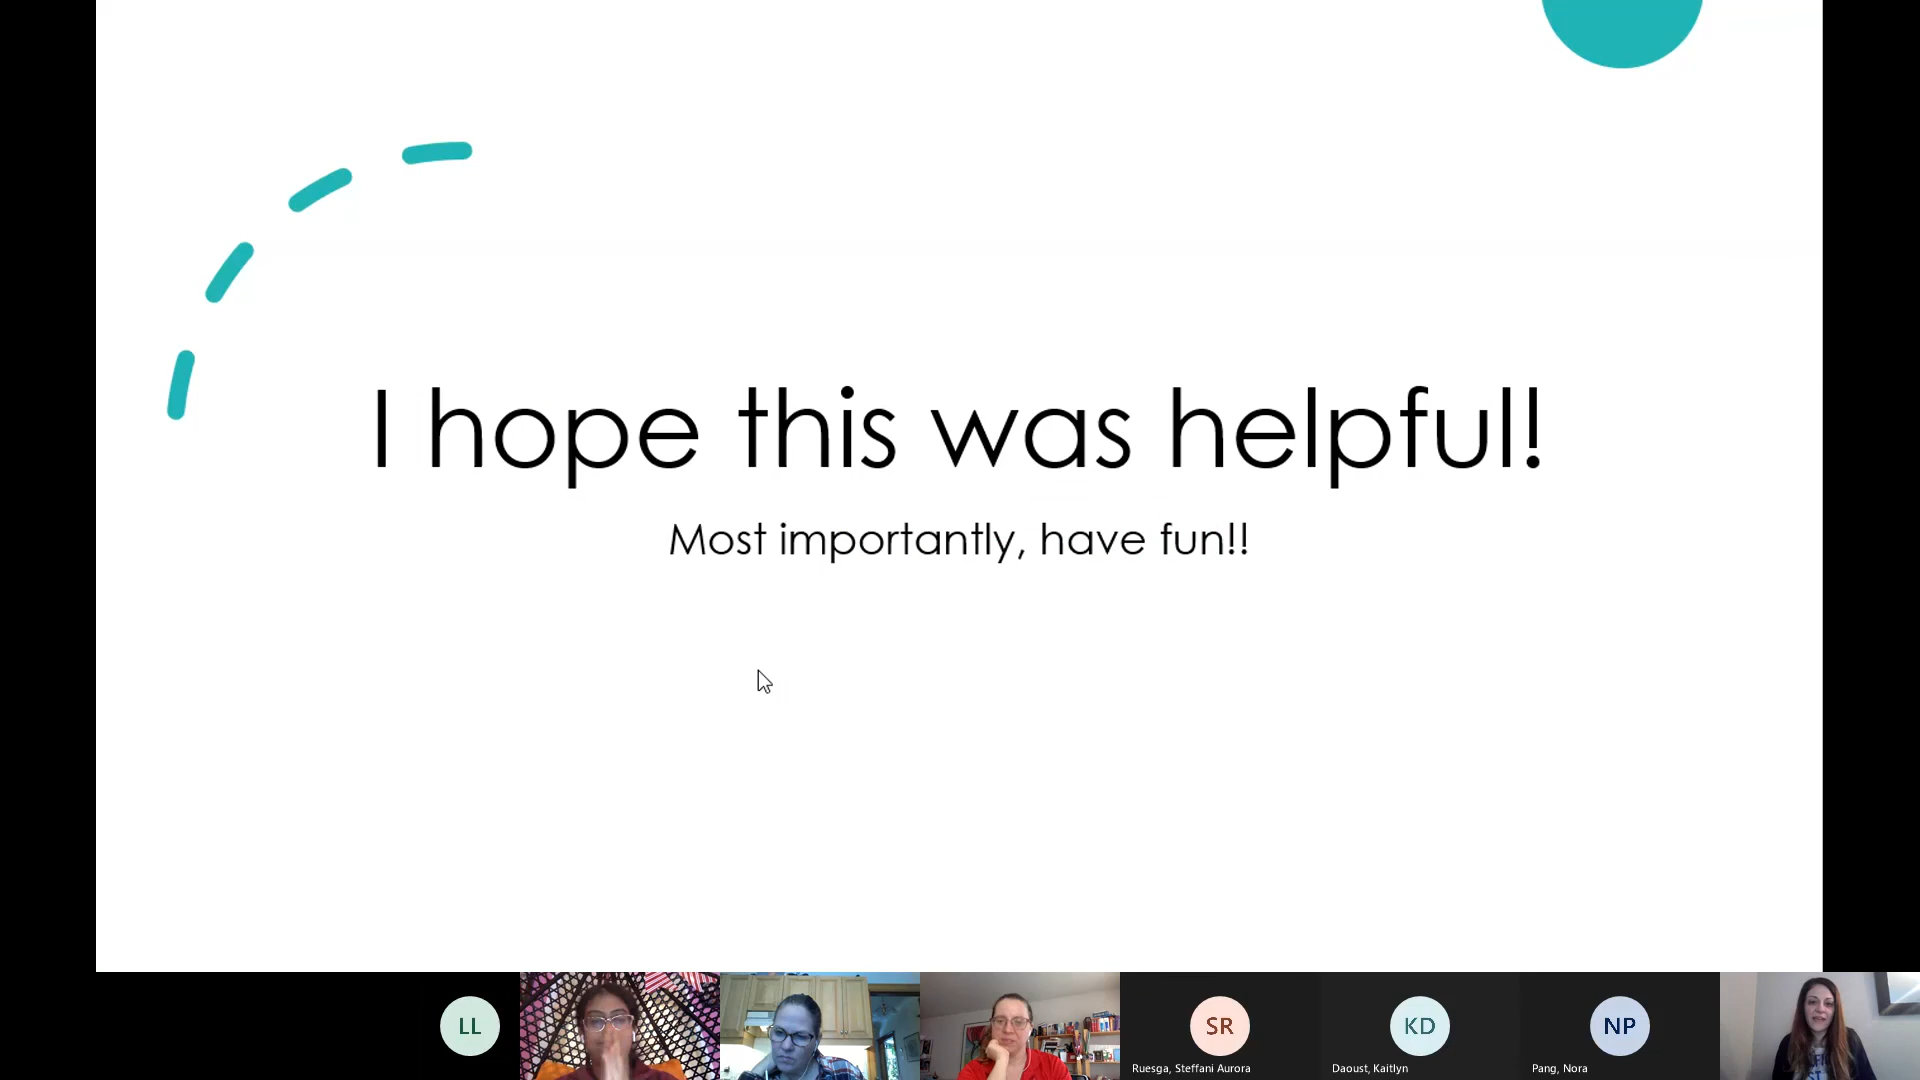 I hope this was helpful!
Most importantly, have fun!!
LL
SR
KD
NP
Ruesga, Steffani Aurora
Daoust, Kaitlyn
Pang, Nora